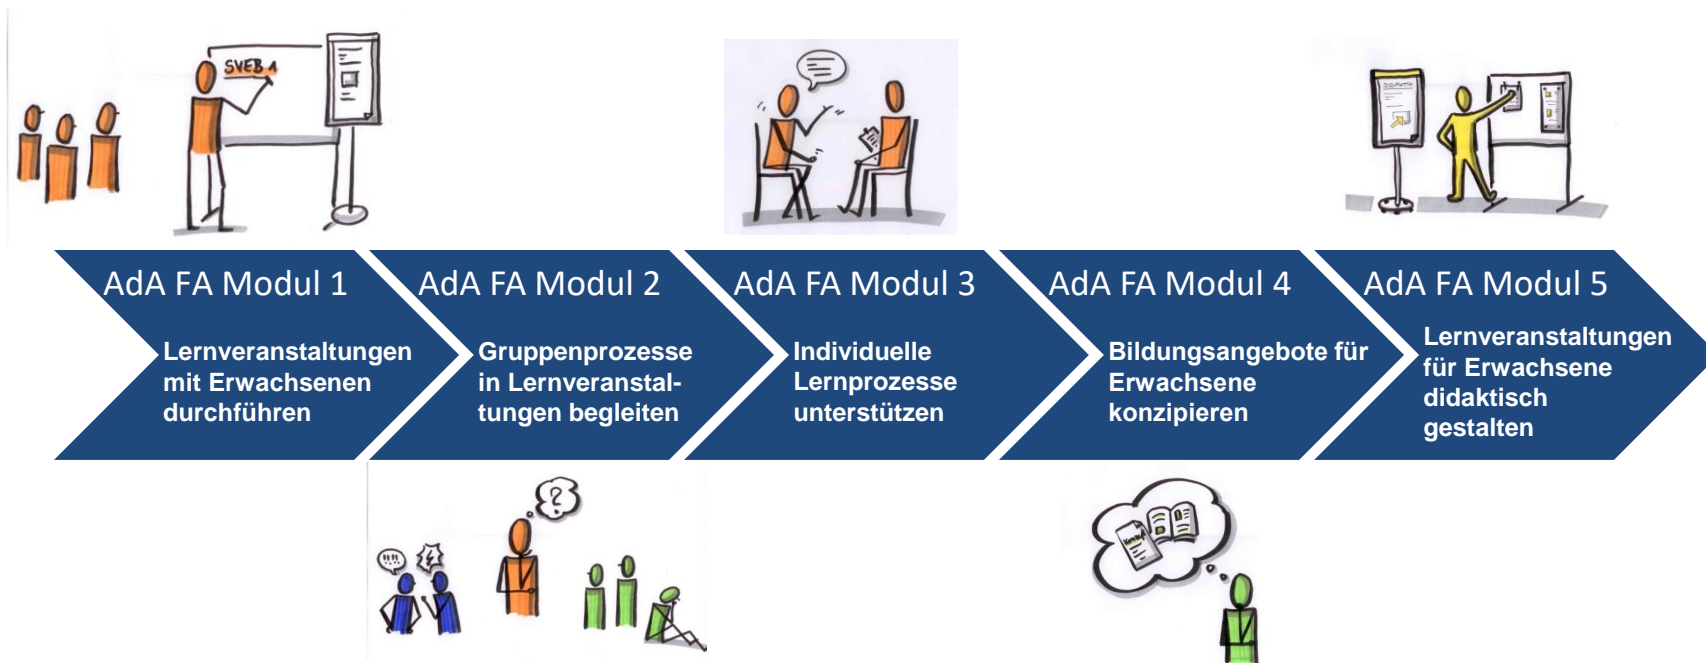 SVEB 1
DIDAKTIK
AdA FA Modul 1
Lernveranstaltungen
mit Erwachsenen
durchführen
AdA FA Modul 2
Gruppenprozesse
in Lernveranstal-
tungen begleiten
AdA FA Modul 3
Individuelle
Lernprozesse
unterstützen
AdA FA Modul 4
Bildungsangebote für
Erwachsene
konzipieren
AdA FA Modul 5
Lernveranstaltungen
für Erwachsene
didaktisch
gestalten
?
!!!!
Konzept